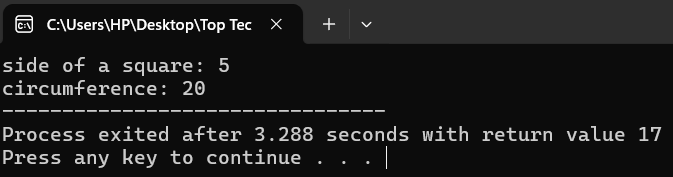 C:\Users\HP\Desktop\Top Tec
side of a square: 5
circumference: 20
--------------------------------
Process exited after 3.288 seconds with return value 17
Press any key to continue . . .